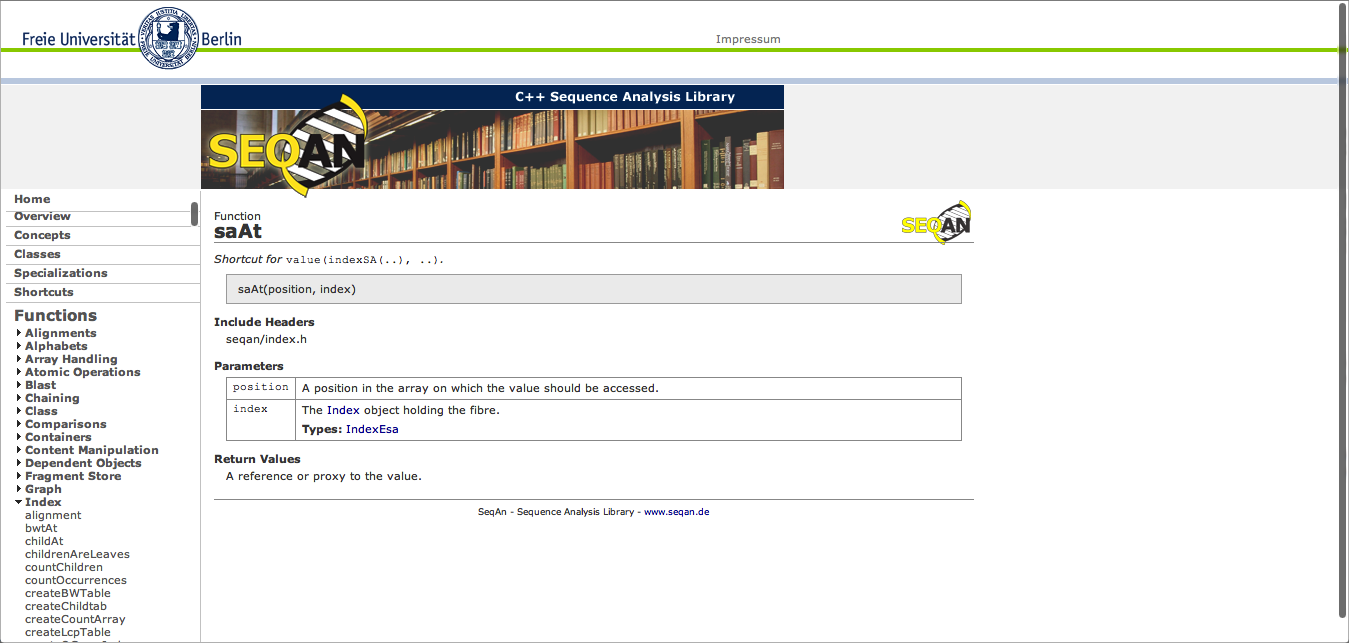 Freie Universität Berlin
Impressum
C++ Sequence Analysis Library
SEQAN
Home
Overview
Concepts
Classes
Specializations
Shortcuts
Functions
Alignments
Alphabets
Array Handling
Atomic Operations
Blast
Chaining
Class
Comparisons
Containers
Content Manipulation
Dependent Objects
Fragment Store
Graph
Index
alignment
bwtAt
childAt
childrenAreLeaves
countChildren
countOccurrences
createBWTable
createChildtab
createCountArray
createLcpTable
Function
saAt
SEQAN
Shortcut for value(indexSA(..), ..).
saAt(position, index)
Include Headers
seqan/index.h
Parameters
position A position in the array on which the value should be accessed.
index The Index object holding the fibre.
Types: IndexEsa
Return Values
A reference or proxy to the value.
SeqAn - Sequence Analysis Library - www.seqan.de